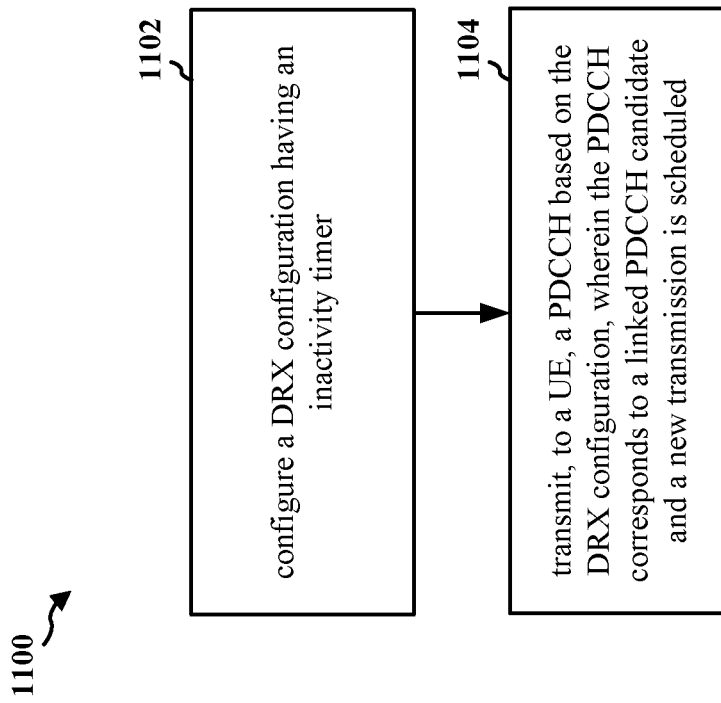 1100
1102
configure a DRX configuration having an
inactivity timer
1104
transmit, to a UE, a PDCCH based on the
DRX configuration, wherein the PDCCH
corresponds to a linked PDCCH candidate
and a new transmission is scheduled